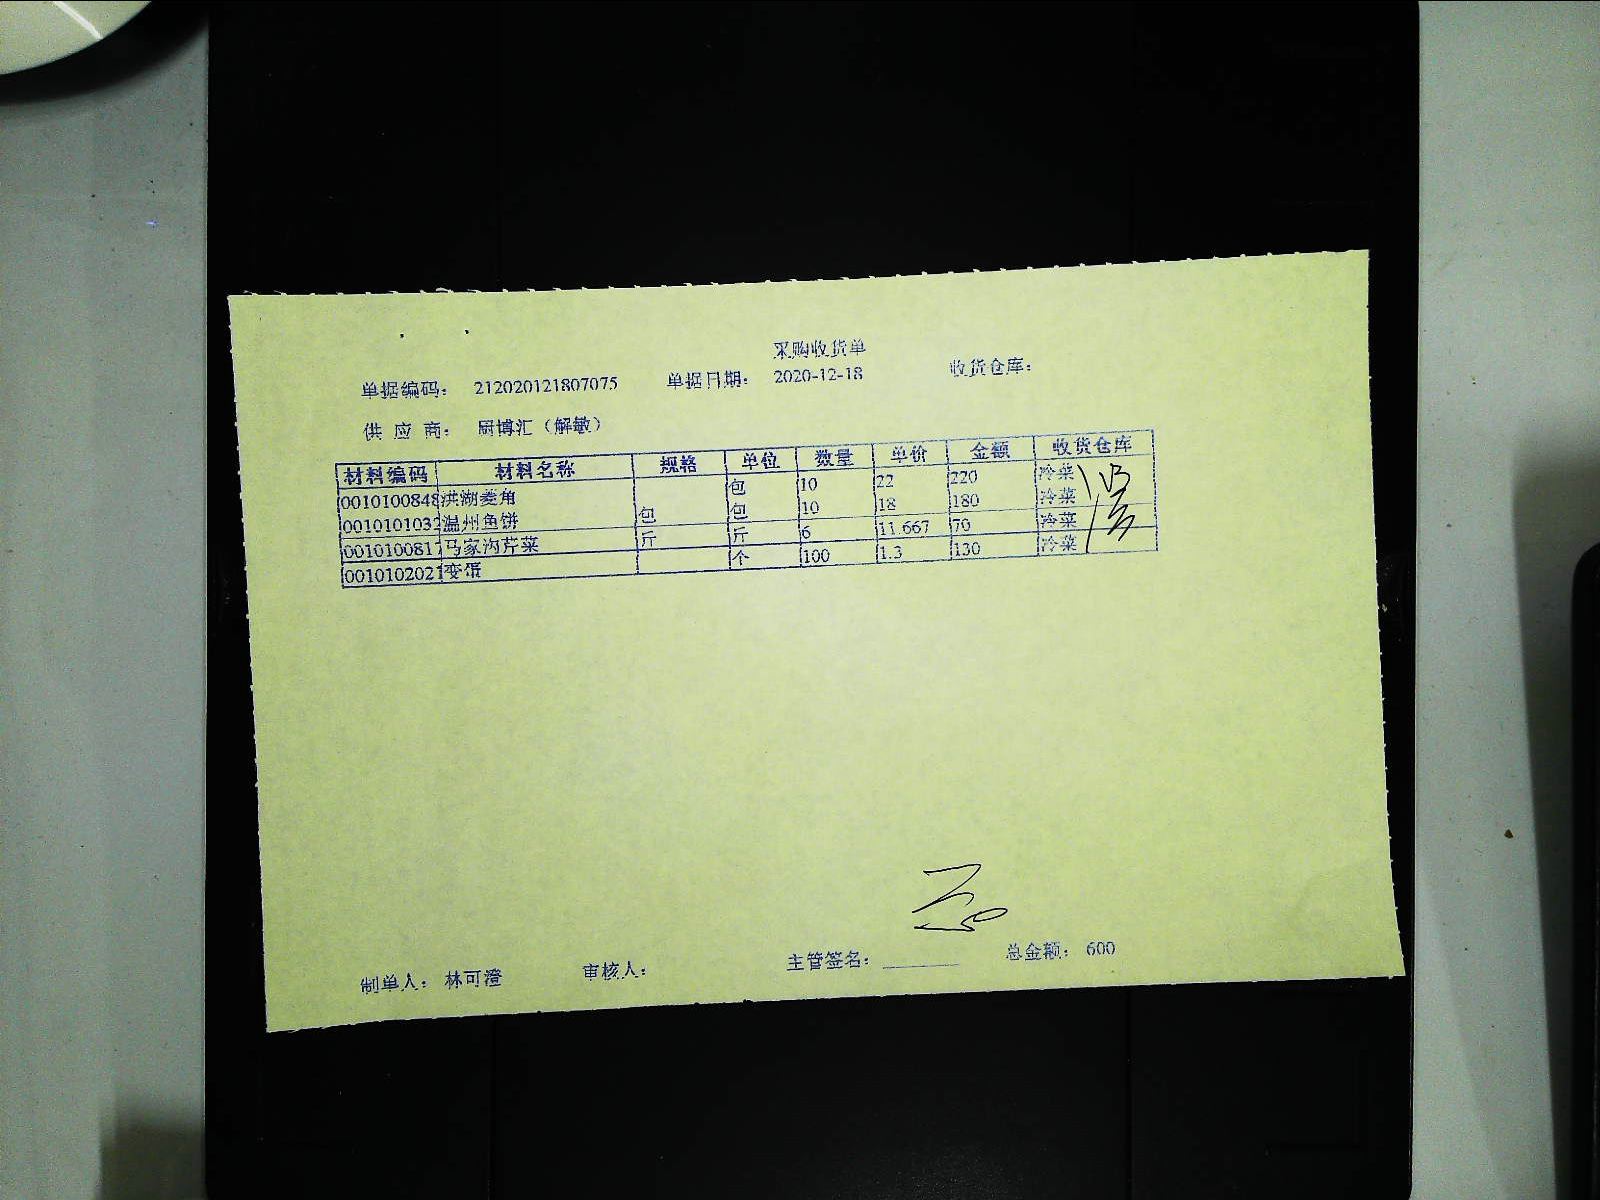 采购收货单
单据编码： 212020121807075 单据日期： 2020-12-18 收货仓库：
供 应 商： 厨博汇（解敏）
材料编码 材料名称 规格 单位 数量 单价 金额 收货仓库
0010100848 洪湖菱角 包 10 22 220 冷菜
0010101032 温州鱼饼 包 包 10 18 180 冷菜
0010100817 马家沟芹菜 斤 斤 6 11.667 70 冷菜
0010102021 变蛋 个 100 1.3 130 冷菜
制单人： 林可澄 审核人： 主管签名： 总金额： 600